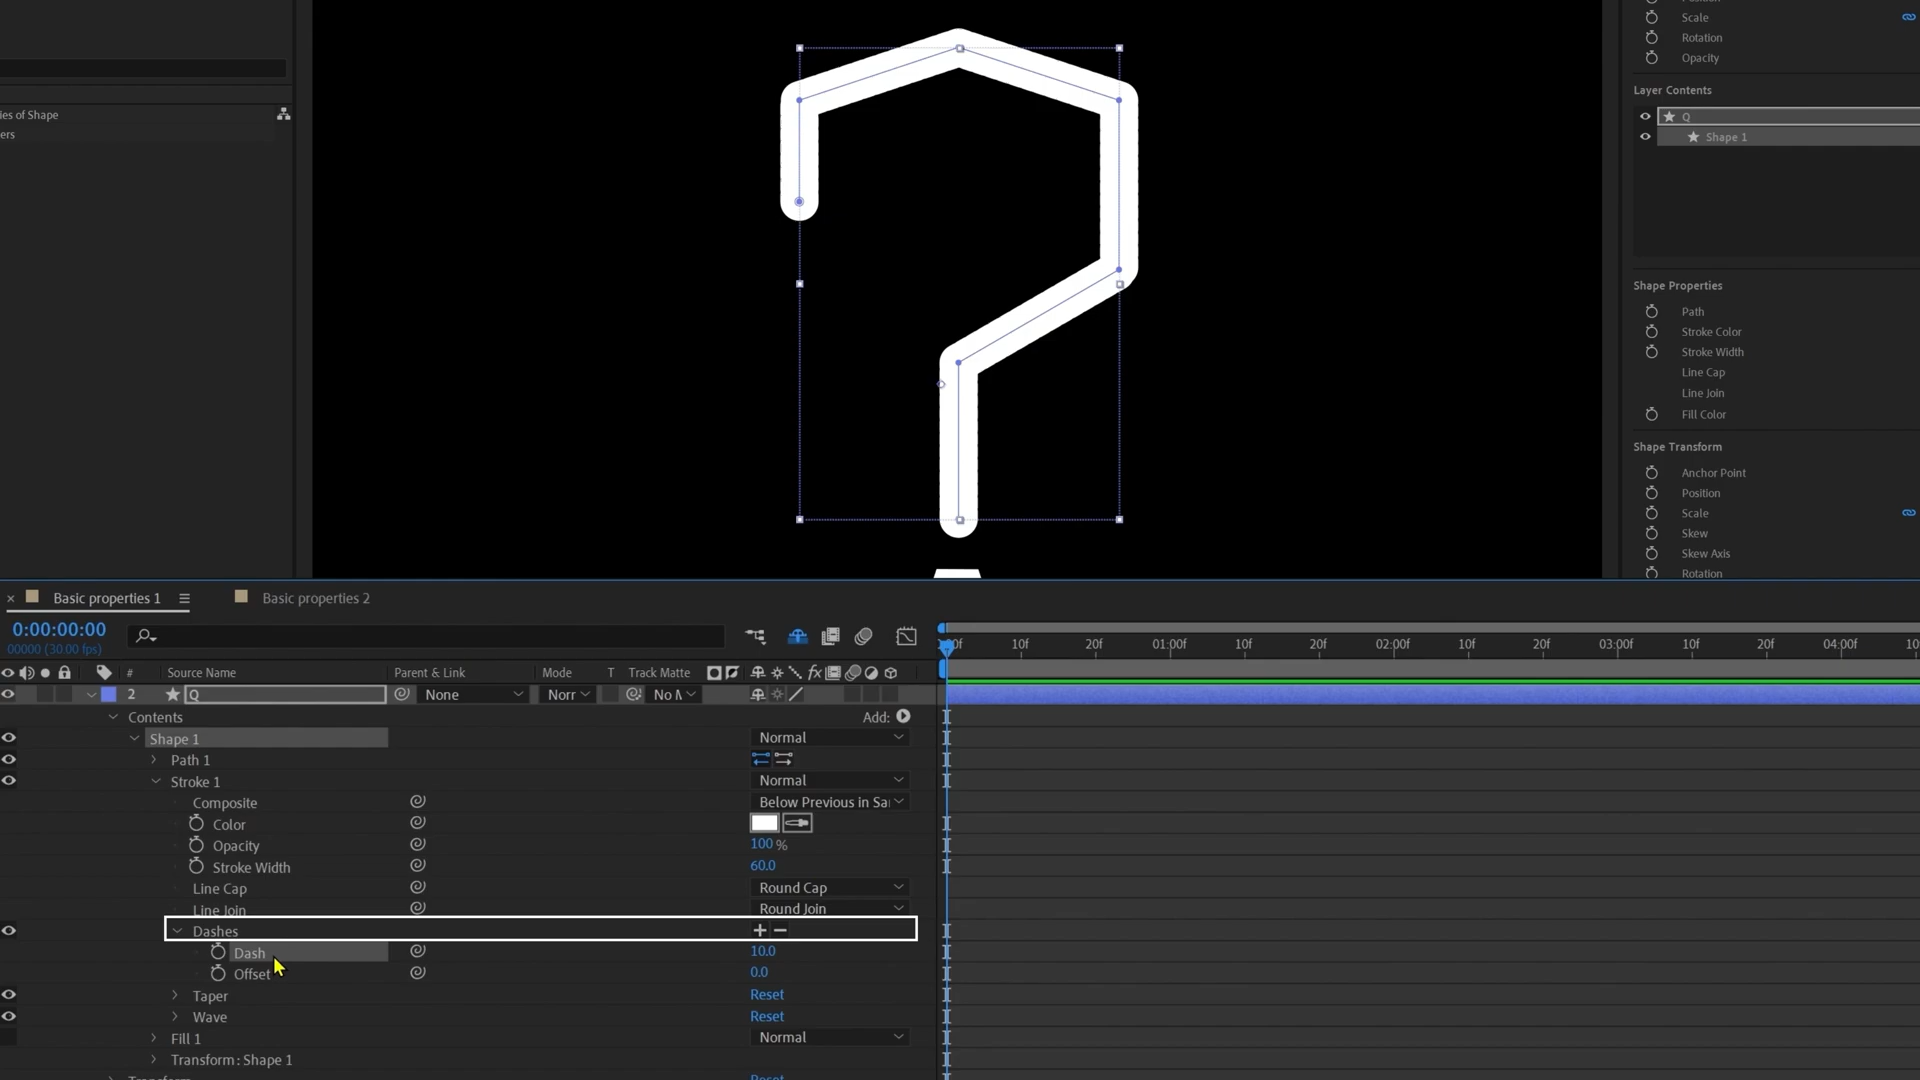 Scale
Rotation
Opacity
Layer Contents
Q
Shape 1
ies of Shape
ers
Shape Properties
Path
Stroke Color
Stroke Width
Line Cap
Line Join
Fill Color
Shape Transform
Anchor Point
Position
Scale
Skew
Skew Axis
Rotation
Basic properties 1
Basic properties 2
0:00:00:00
00000 (30.00 fps)
00f 10f 20f 01:00f 10f 20f 02:00f 10f 20f 03:00f 10f 20f 04:00f 10
# Source Name Parent & Link Mode T Track Matte
2 Q None Norr No M
Contents Add:
Shape 1 Normal
Path 1
Stroke 1 Normal
Composite Below Previous in Sa
Color
Opacity 100 %
Stroke Width 60.0
Line Cap Round Cap
Line Join Round Join
Dashes + −
Dash 10.0
Offset 0.0
Taper Reset
Wave Reset
Fill 1 Normal
Transform: Shape 1